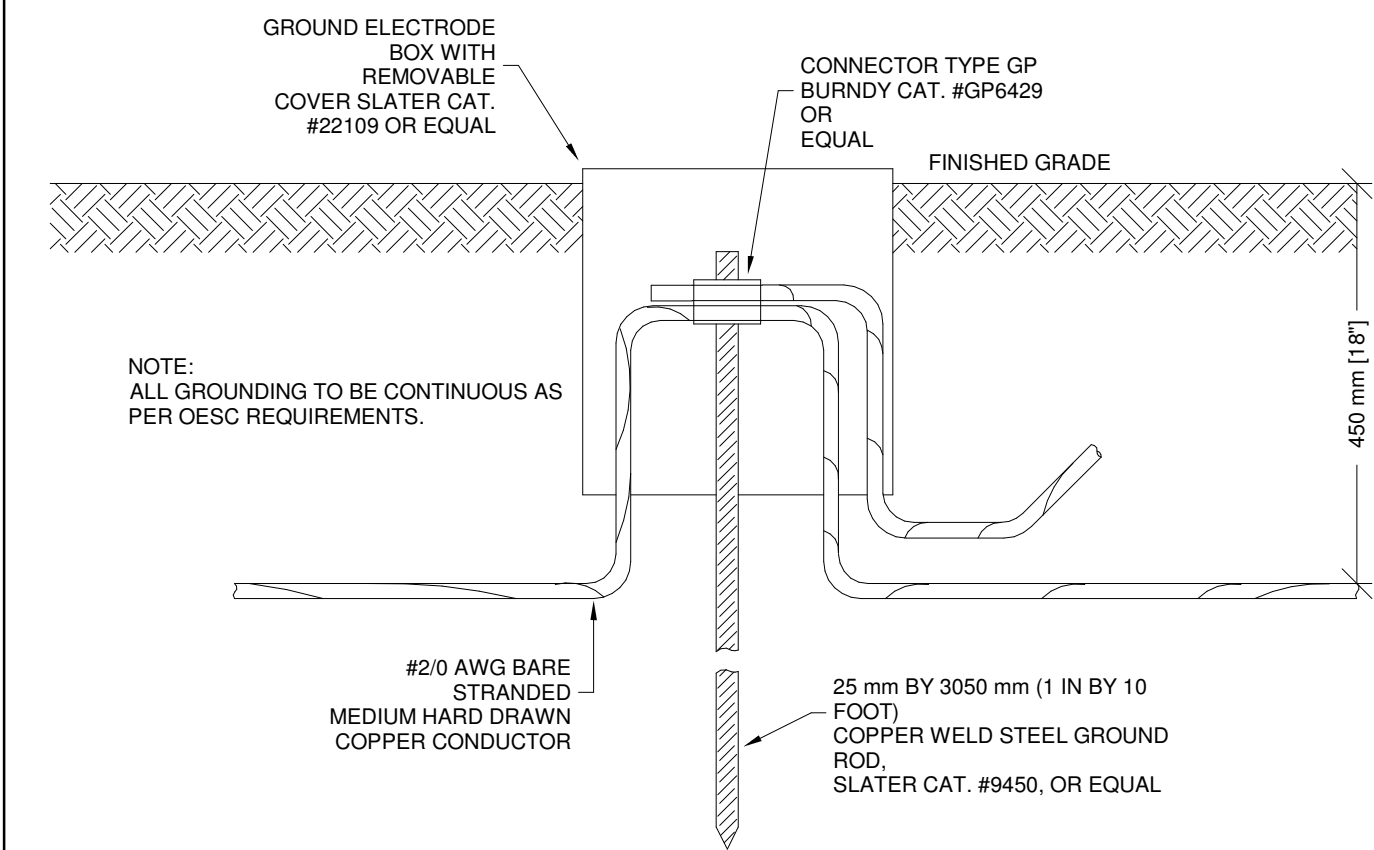 GROUND ELECTRODE
BOX WITH
REMOVABLE
COVER SLATER CAT.
#22109 OR EQUAL
CONNECTOR TYPE GP
BURNDY CAT. #GP6429
OR
EQUAL
FINISHED GRADE
NOTE:
ALL GROUNDING TO BE CONTINUOUS AS
PER OESC REQUIREMENTS.
450 mm [18"]
#2/0 AWG BARE
STRANDED
MEDIUM HARD DRAWN
COPPER CONDUCTOR
25 mm BY 3050 mm (1 IN BY 10
FOOT)
COPPER WELD STEEL GROUND
ROD,
SLATER CAT. #9450, OR EQUAL